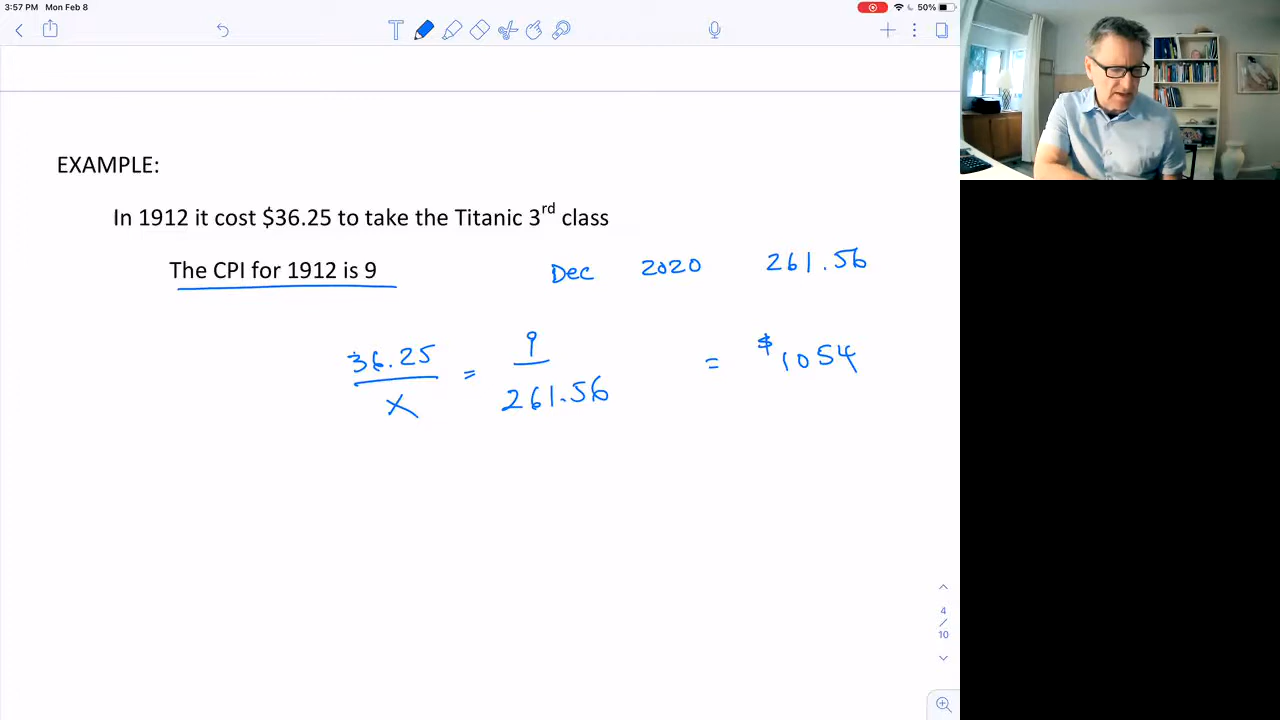 3:57 PM Mon Feb 8
50%
T
EXAMPLE:
In 1912 it cost $36.25 to take the Titanic 3rd class
The CPI for 1912 is 9
Dec 2020 261.56
36.25 / X = 9 / 261.56 = $1054
4
/
10